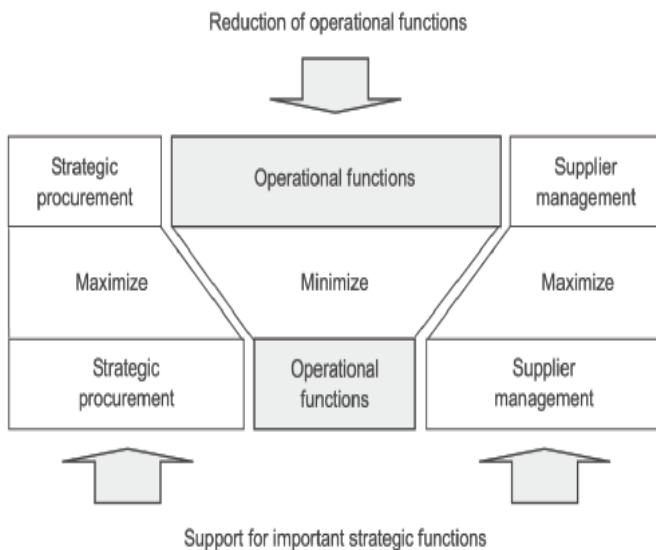 Reduction of operational functions
Strategic
procurement
Operational functions
Supplier
management
Maximize
Minimize
Maximize
Strategic
procurement
Operational
functions
Supplier
management
Support for important strategic functions